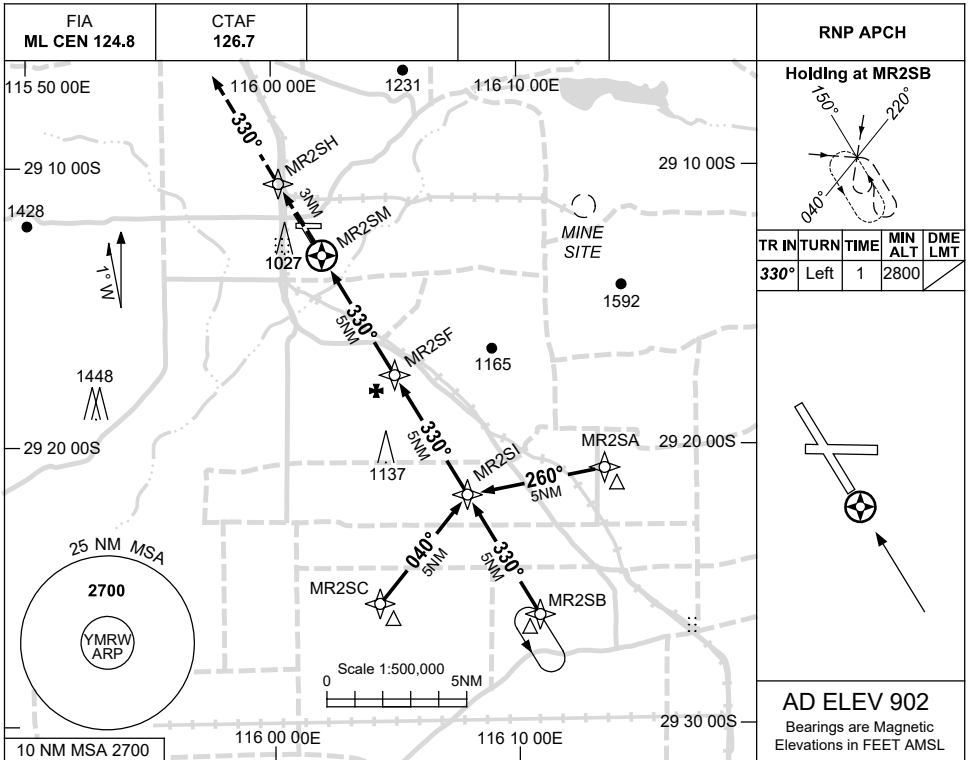 FIA
ML CEN 124.8
CTAF
126.7
RNP APCH
115 50 00E
116 00 00E
1231
116 10 00E
330°
MR2SH
29 10 00S
29 10 00S
3NM
MR2SM
1428
1027
MINE
SITE
1° W
1592
330°
5NM
MR2SF
1165
1448
29 20 00S
29 20 00S
330°
5NM
MR2SI
MR2SA
1137
260°
5NM
25 NM MSA
2700
YMRW
ARP
040°
5NM
330°
5NM
MR2SC
MR2SB
Scale 1:500,000
0
5NM
29 30 00S
10 NM MSA 2700
116 00 00E
116 10 00E
Holding at MR2SB
150°
220°
040°
TR IN TURN TIME MIN ALT DME LMT
330° Left 1 2800
AD ELEV 902
Bearings are Magnetic
Elevations in FEET AMSL